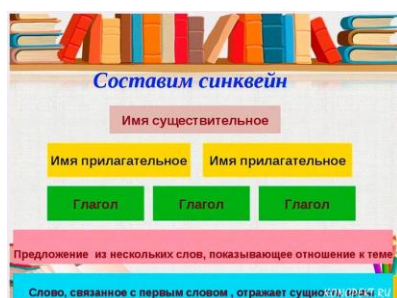 Составим синквейн
Имя существительное
Имя прилагательное Имя прилагательное
Глагол Глагол Глагол
Предложение из нескольких слов, показывающее отношение к теме
Слово, связанное с первым словом , отражает